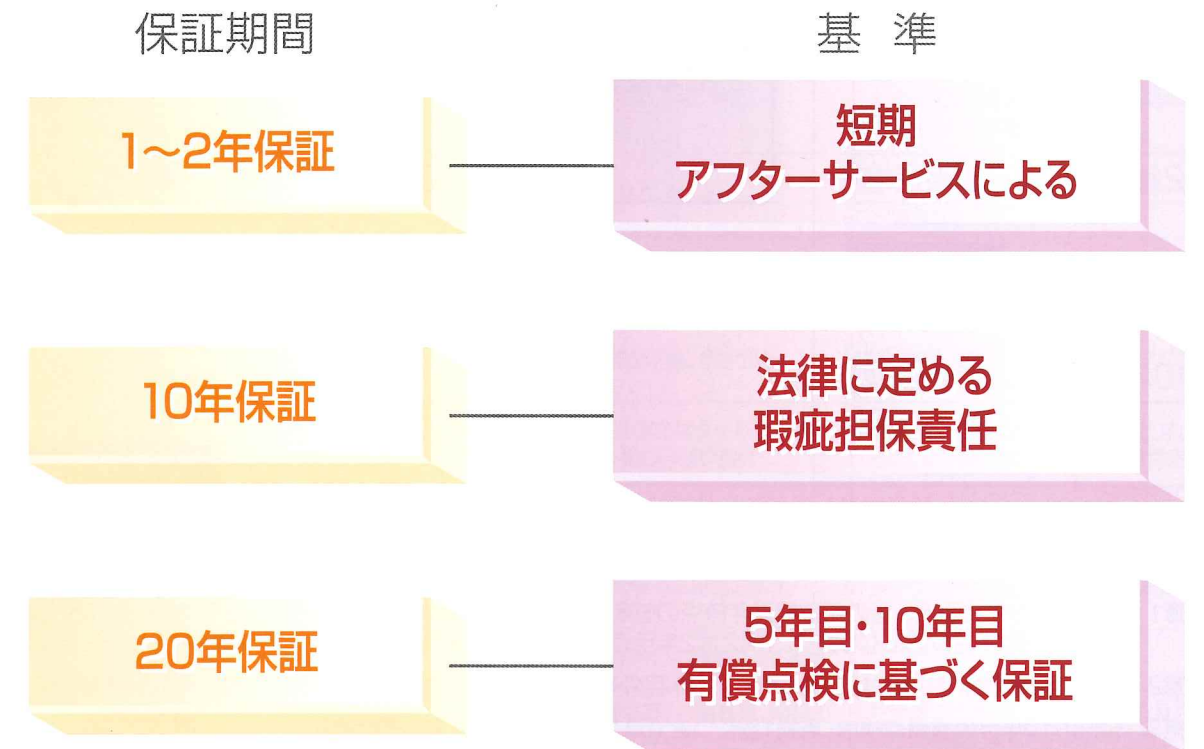 保証期間
基 準
1〜2年保証
短期
アフターサービスによる
10年保証
法律に定める
瑕疵担保責任
20年保証
5年目・10年目
有償点検に基づく保証